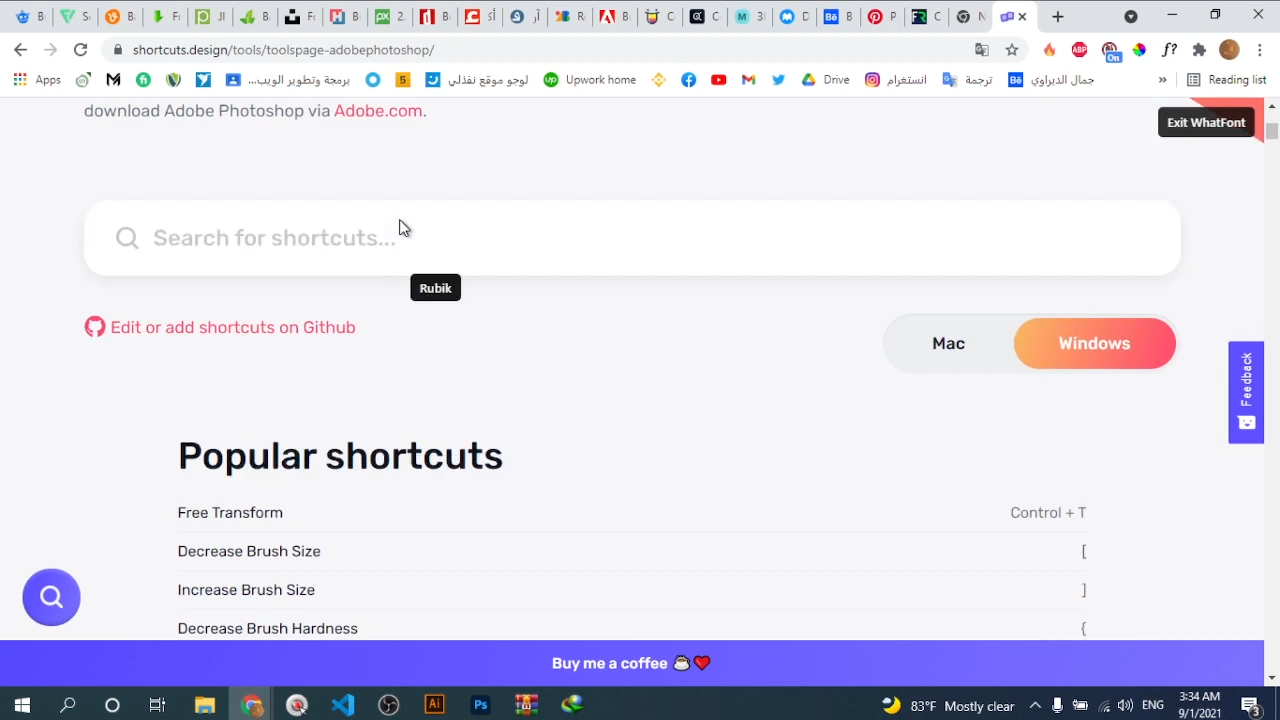 shortcuts.design/tools/toolspage-adobephotoshop/
Apps
برمجة وتطوير الويب...
لوجو موقع نفذلي
Upwork home
Drive
انستغرام
ترجمة
جمال الديراوي
Reading list
download Adobe Photoshop via Adobe.com.
Exit WhatFont
Search for shortcuts...
Rubik
Edit or add shortcuts on Github
Mac
Windows
Feedback
Popular shortcuts
Free Transform
Control + T
Decrease Brush Size
[
Increase Brush Size
]
Decrease Brush Hardness
{
Buy me a coffee ☕❤️
83°F Mostly clear
ENG
3:34 AM
9/1/2021